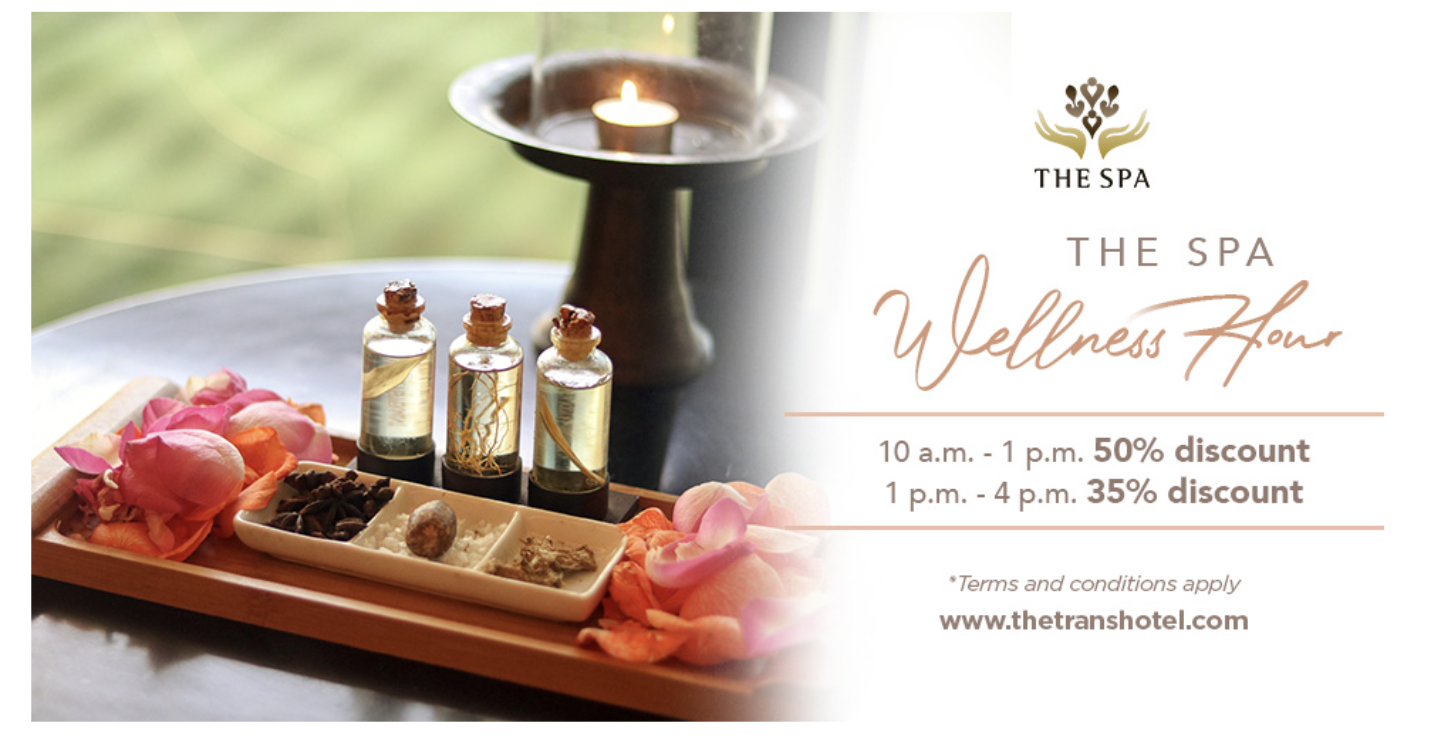 THE SPA
THE SPA
Wellness Hour
10 a.m. - 1 p.m. 50% discount
1 p.m. - 4 p.m. 35% discount
*Terms and conditions apply
www.thetranshotel.com